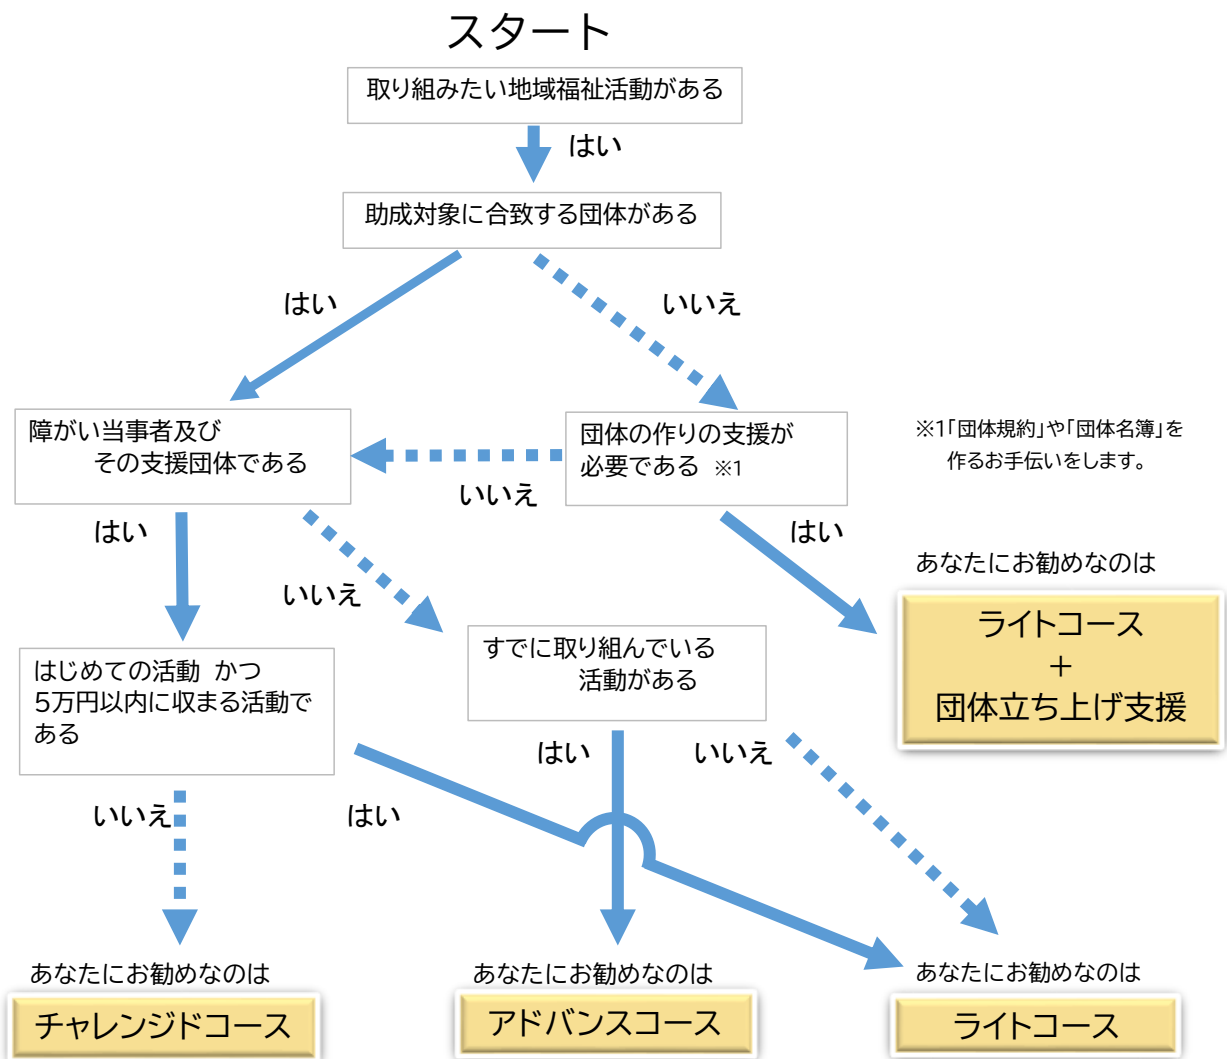 スタート
取り組みたい地域福祉活動がある
はい
助成対象に合致する団体がある
はい
いいえ
障がい当事者及び
その支援団体である
団体の作りの支援が
必要である ※1
※1「団体規約」や「団体名簿」を
作るお手伝いをします。
いいえ
はい
はい
いいえ
あなたにお勧めなのは
ライトコース
+
団体立ち上げ支援
はじめての活動 かつ
5万円以内に収まる活動で
ある
すでに取り組んでいる
活動がある
いいえ
はい
はい
いいえ
あなたにお勧めなのは
チャレンジドコース
あなたにお勧めなのは
アドバンスコース
あなたにお勧めなのは
ライトコース